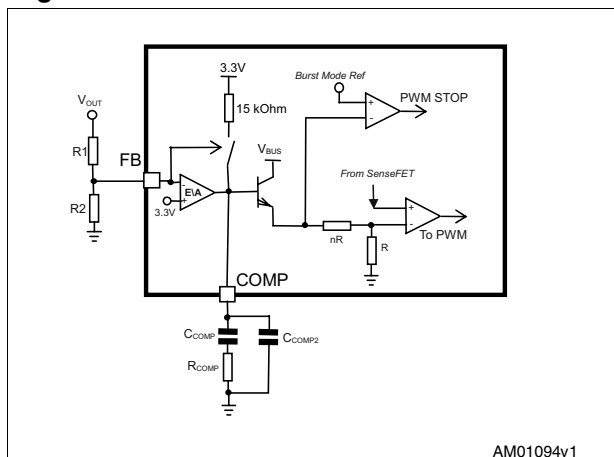 3.3V
Burst Mode Ref
15 kOhm
PWM STOP
+
-
VOUT
R1
FB
VBUS
From SenseFET
-
E\A
+
3.3V
R2
+
-
To PWM
nR
R
COMP
CCOMP
CCOMP2
RCOMP
AM01094v1